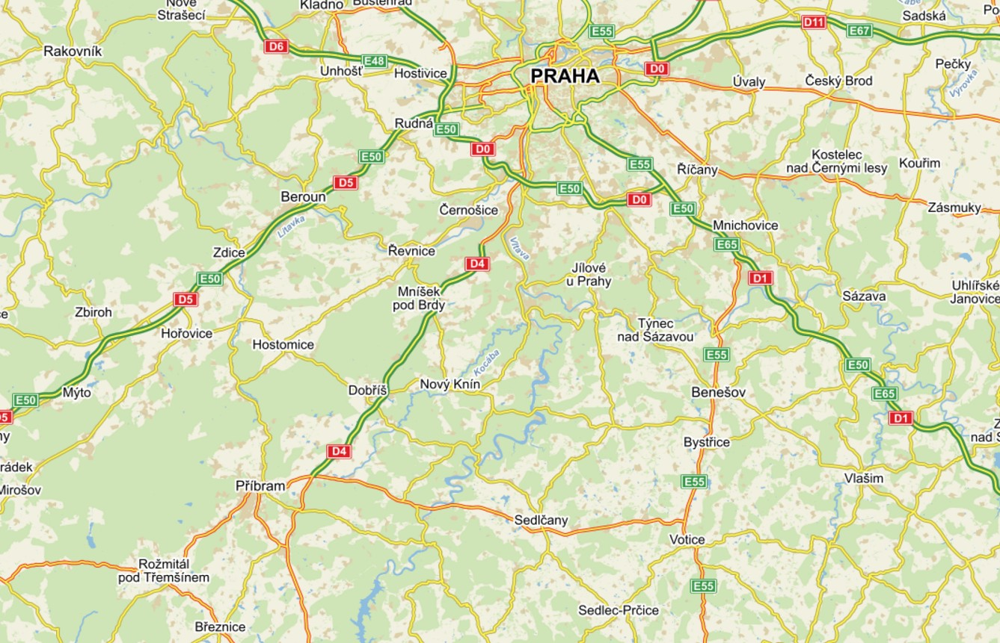 Nové
Strašecí
Kladno
Buštěhrad
Sadská
D11
E67
E55
D6
Rakovník
E48
Unhošť
Hostivice
PRAHA
D0
Pečky
Výrovka
Úvaly
Český Brod
Rudná
E50
D0
E50
E55
Říčany
Kostelec
nad Černými lesy
Kouřim
D5
Beroun
E50
D0
Černošice
E50
Zásmuky
Litavka
Mnichovice
E65
Vltava
Zdice
Řevnice
D4
Jílové
u Prahy
D1
E50
D5
Mníšek
pod Brdy
Sázava
Uhlířské
Janovice
Zbiroh
Hořovice
Hostomice
Týnec
nad Sázavou
E55
Kocába
E50
Dobříš
Nový Knín
Benešov
E65
Mýto
E50
D1
D4
Bystřice
Příbram
E55
Vlašim
Mirošov
Sedlčany
Votice
Rožmitál
pod Třemšínem
E55
Sedlec-Prčice
Březnice